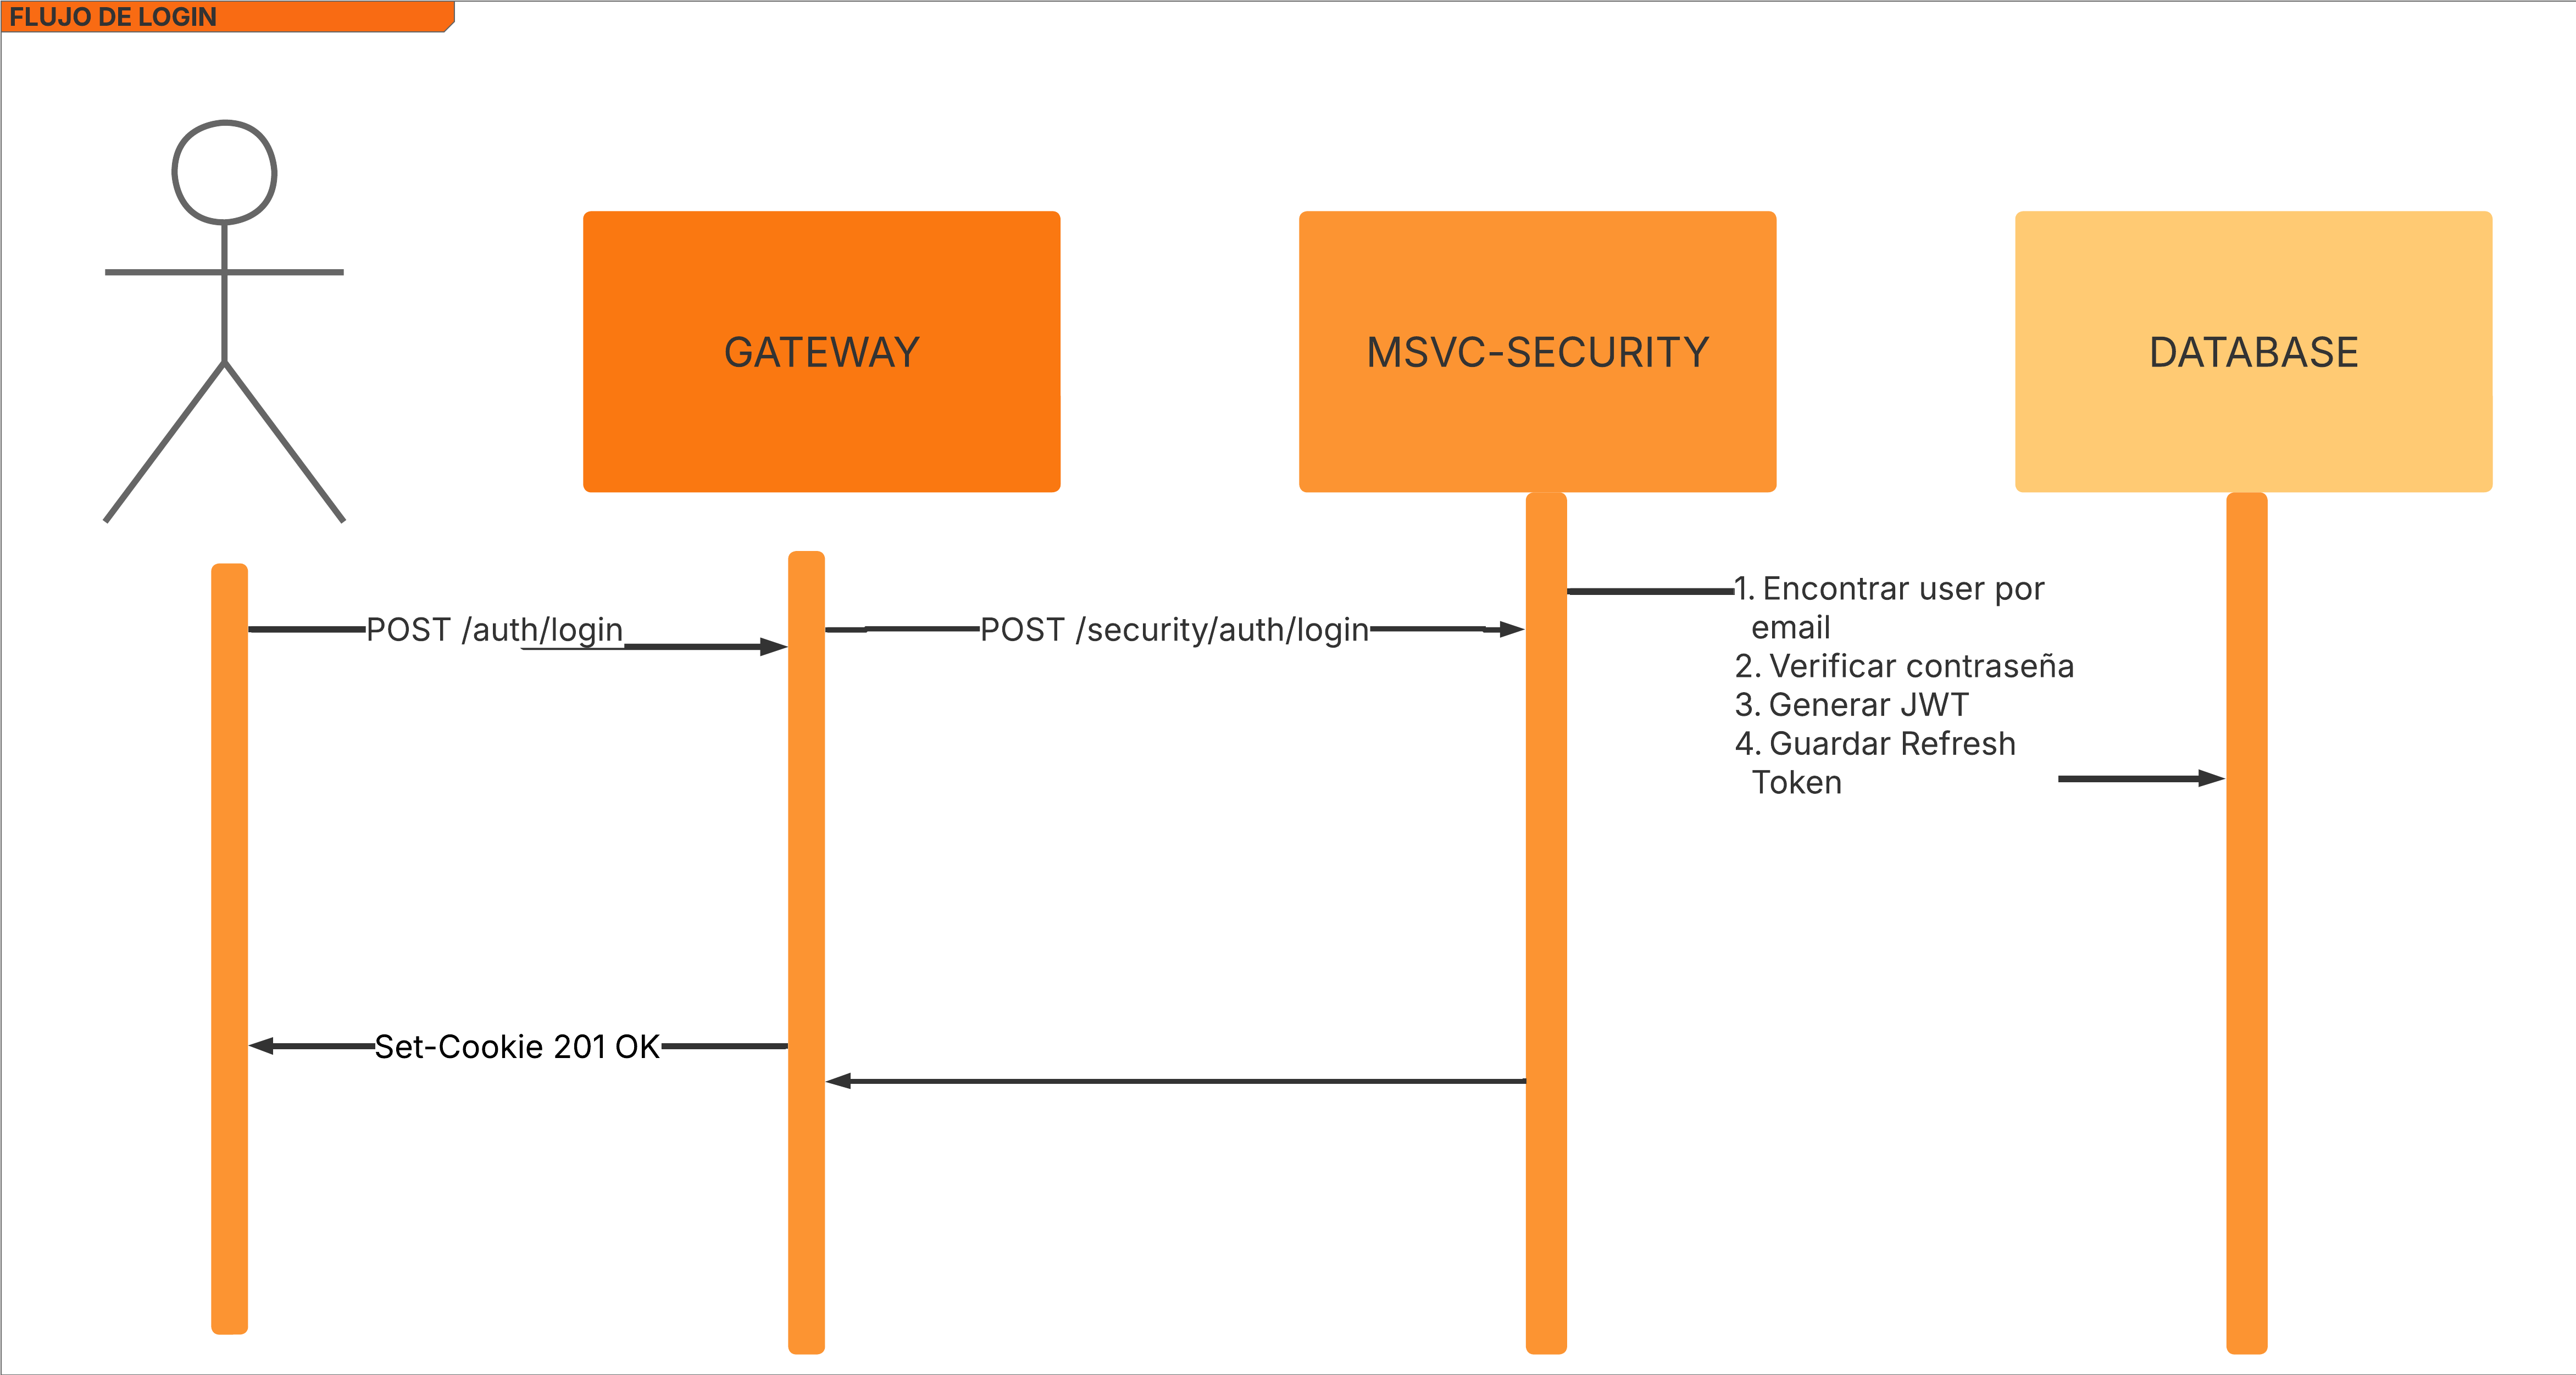 FLUJO DE LOGIN
GATEWAY
MSVC-SECURITY
DATABASE
POST /auth/login
POST /security/auth/login
1. Encontrar user por
email
2. Verificar contraseña
3. Generar JWT
4. Guardar Refresh
Token
Set-Cookie 201 OK